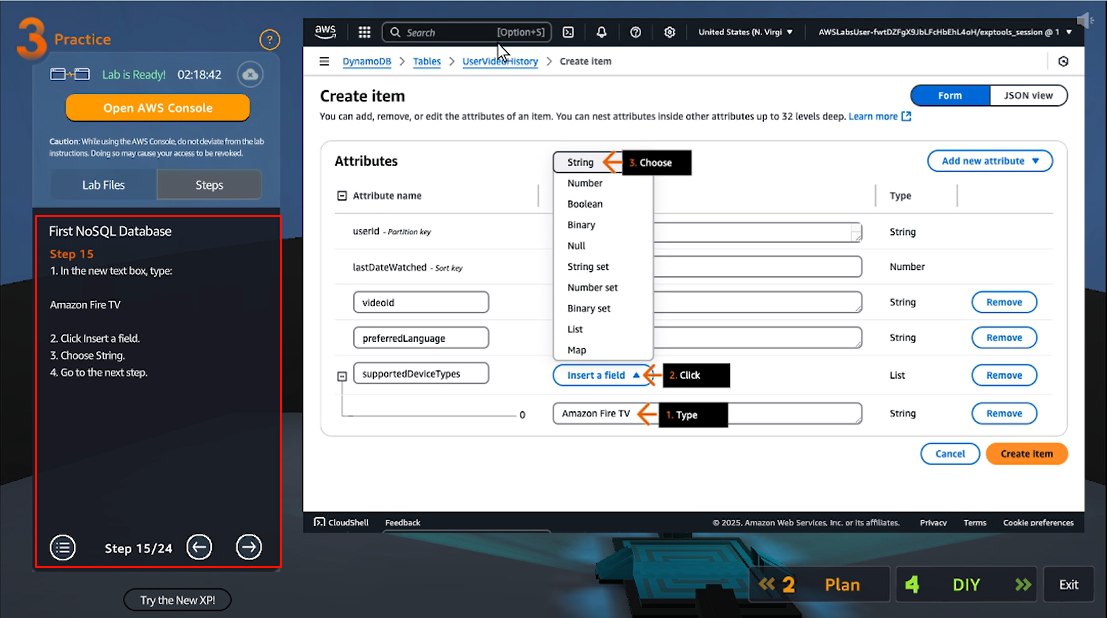 3 Practice
?
Lab is Ready! 02:18:42
Open AWS Console
Caution: While using the AWS Console, do not deviate from the lab
instructions. Doing so may cause your access to be revoked.
Lab Files
Steps
First NoSQL Database
Step 15
1. In the new text box, type:
Amazon Fire TV
2. Click Insert a field.
3. Choose String.
4. Go to the next step.
Step 15/24
Try the New XP!
aws
Search [Option+S]
United States (N. Virgi
AWSLabsUser-fwtDZFgX9JbLFcHbEhL4oH/exptools_session @ 1
DynamoDB > Tables > UserVideoHistory > Create item
Create item
Form
JSON view
You can add, remove, or edit the attributes of an item. You can nest attributes inside other attributes up to 32 levels deep. Learn more
Attributes
Add new attribute
String
3. Choose
Number
Boolean
Binary
Null
String set
Number set
Binary set
List
Map
Attribute name
Type
userId - Partition key
String
lastDateWatched - Sort key
Number
videoId
String
Remove
preferredLanguage
String
Remove
supportedDeviceTypes
Insert a field
2. Click
List
Remove
0
Amazon Fire TV
1. Type
String
Remove
Cancel
Create item
CloudShell
Feedback
© 2025, Amazon Web Services, Inc. or its affiliates.
Privacy
Terms
Cookie preferences
2 Plan
4 DIY
Exit